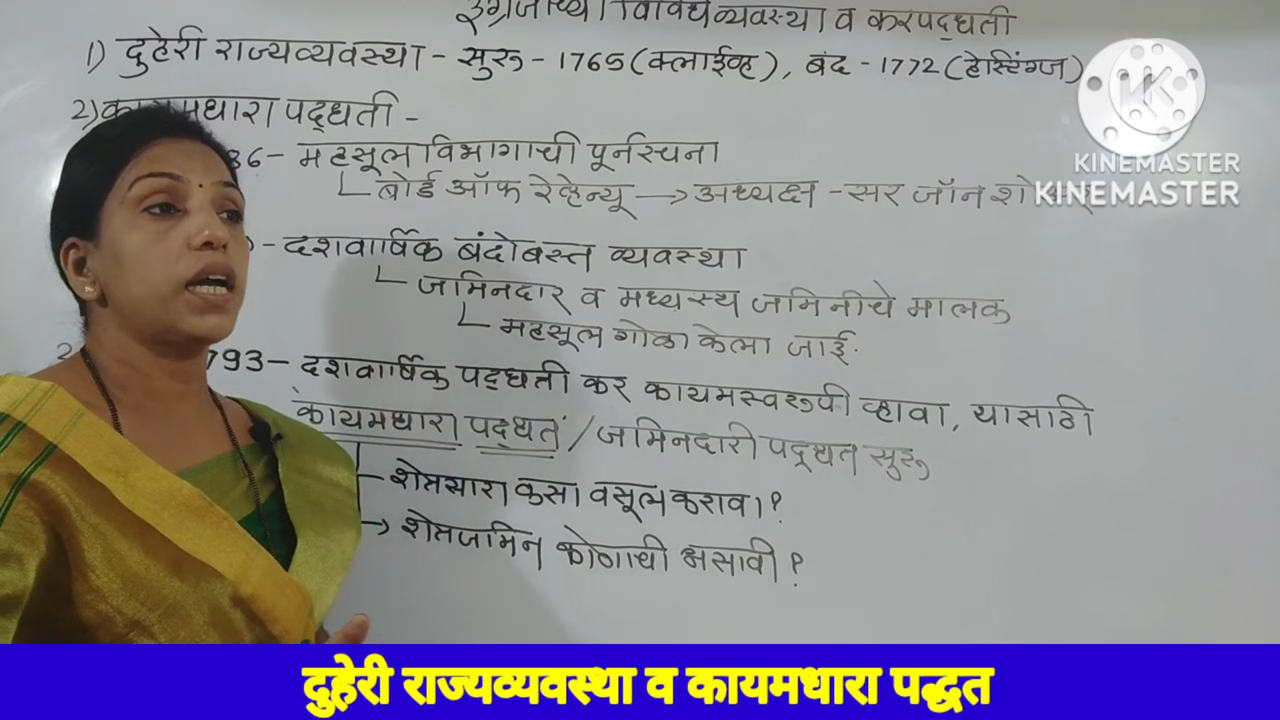 इंग्रजांच्या विविध व्यवस्था व करपद्धती
1) दुहेरी राज्यव्यवस्था - सुरू - 1765 (क्लाईव्ह), बंद - 1772 (हेस्टिंग्ज)
2) कायमधारा पद्धती -
86 - महसूल विभागाची पूर्नरचना
बोर्ड ऑफ रेव्हेन्यू → अध्यक्ष - सर जॉन शोअर
- दशवार्षिक बंदोबस्त व्यवस्था
जमिनदार व मध्यस्थ जमिनीचे मालक
महसूल गोळा केला जाई.
793 - दशवार्षिक पद्धती कर कायमस्वरूपी व्हावा, यासाठी
कायमधारा पद्धत / जमिनदारी पद्धत सुरू
शेतसारा कसा वसूल करावा?
→ शेतजमिन कोणाची असावी?
KINEMASTER
KINEMASTER
दुहेरी राज्यव्यवस्था व कायमधारा पद्धत